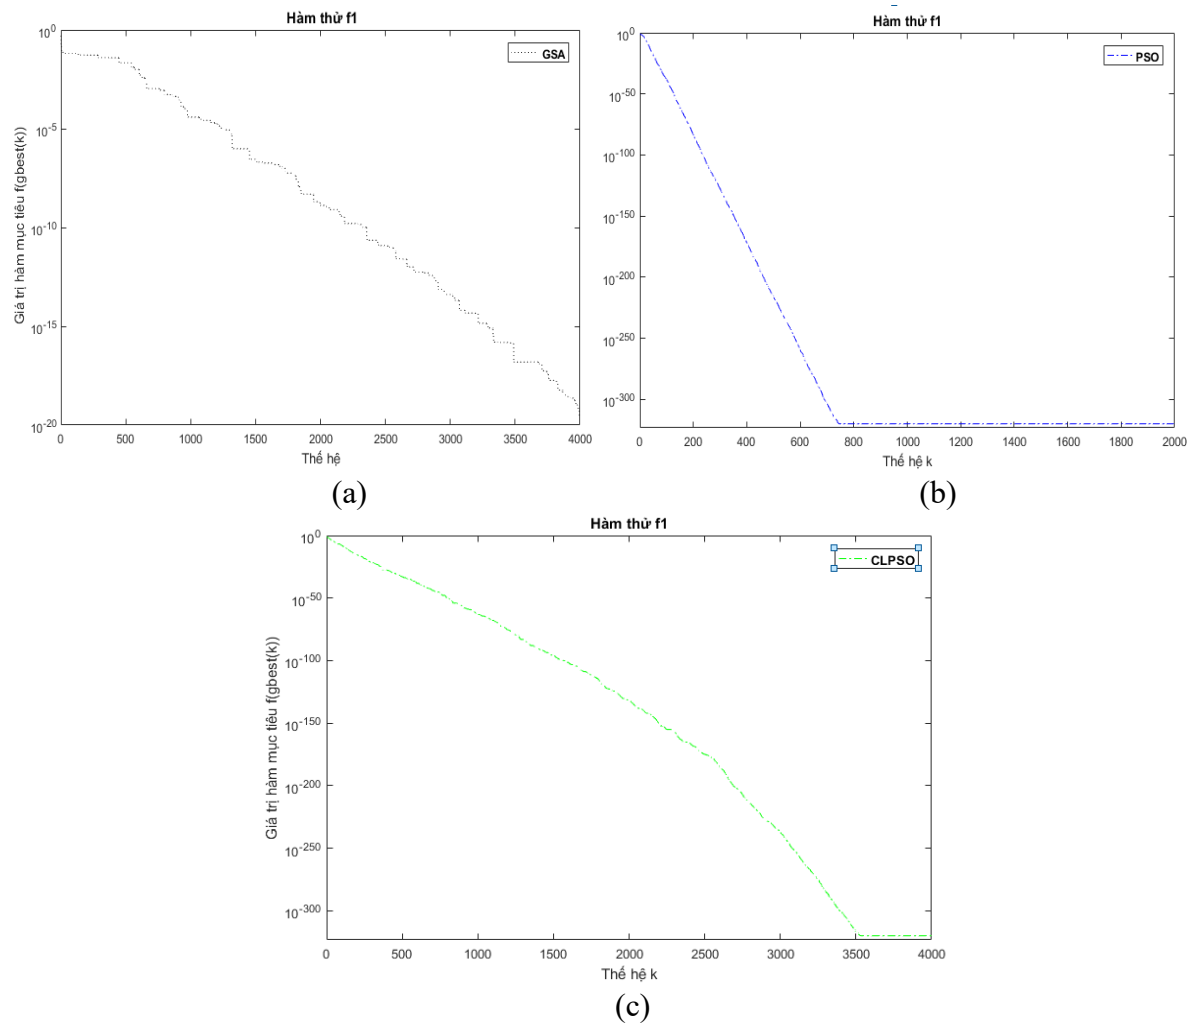 Hàm thử f1
GSA
Giá trị hàm mục tiêu f(gbest(k))
10^0
10^-5
10^-10
10^-15
10^-20
0 500 1000 1500 2000 2500 3000 3500 4000
Thế hệ
(a)
Hàm thử f1
PSO
10^0
10^-50
10^-100
10^-150
10^-200
10^-250
10^-300
0 200 400 600 800 1000 1200 1400 1600 1800 2000
Thế hệ k
(b)
Hàm thử f1
CLPSO
Giá trị hàm mục tiêu f(gbest(k))
10^0
10^-50
10^-100
10^-150
10^-200
10^-250
10^-300
0 500 1000 1500 2000 2500 3000 3500 4000
Thế hệ k
(c)